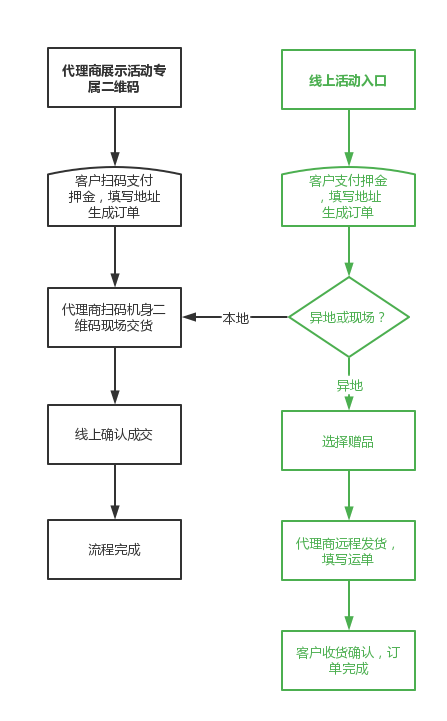 代理商展示活动专
属二维码
客户扫码支付
押金，填写地址
生成订单
代理商扫码机身二
维码现场交货
线上确认成交
流程完成
线上活动入口
客户支付押金
，填写地址
生成订单
异地或现场？
本地
异地
选择赠品
代理商远程发货，
填写运单
客户收货确认，订
单完成